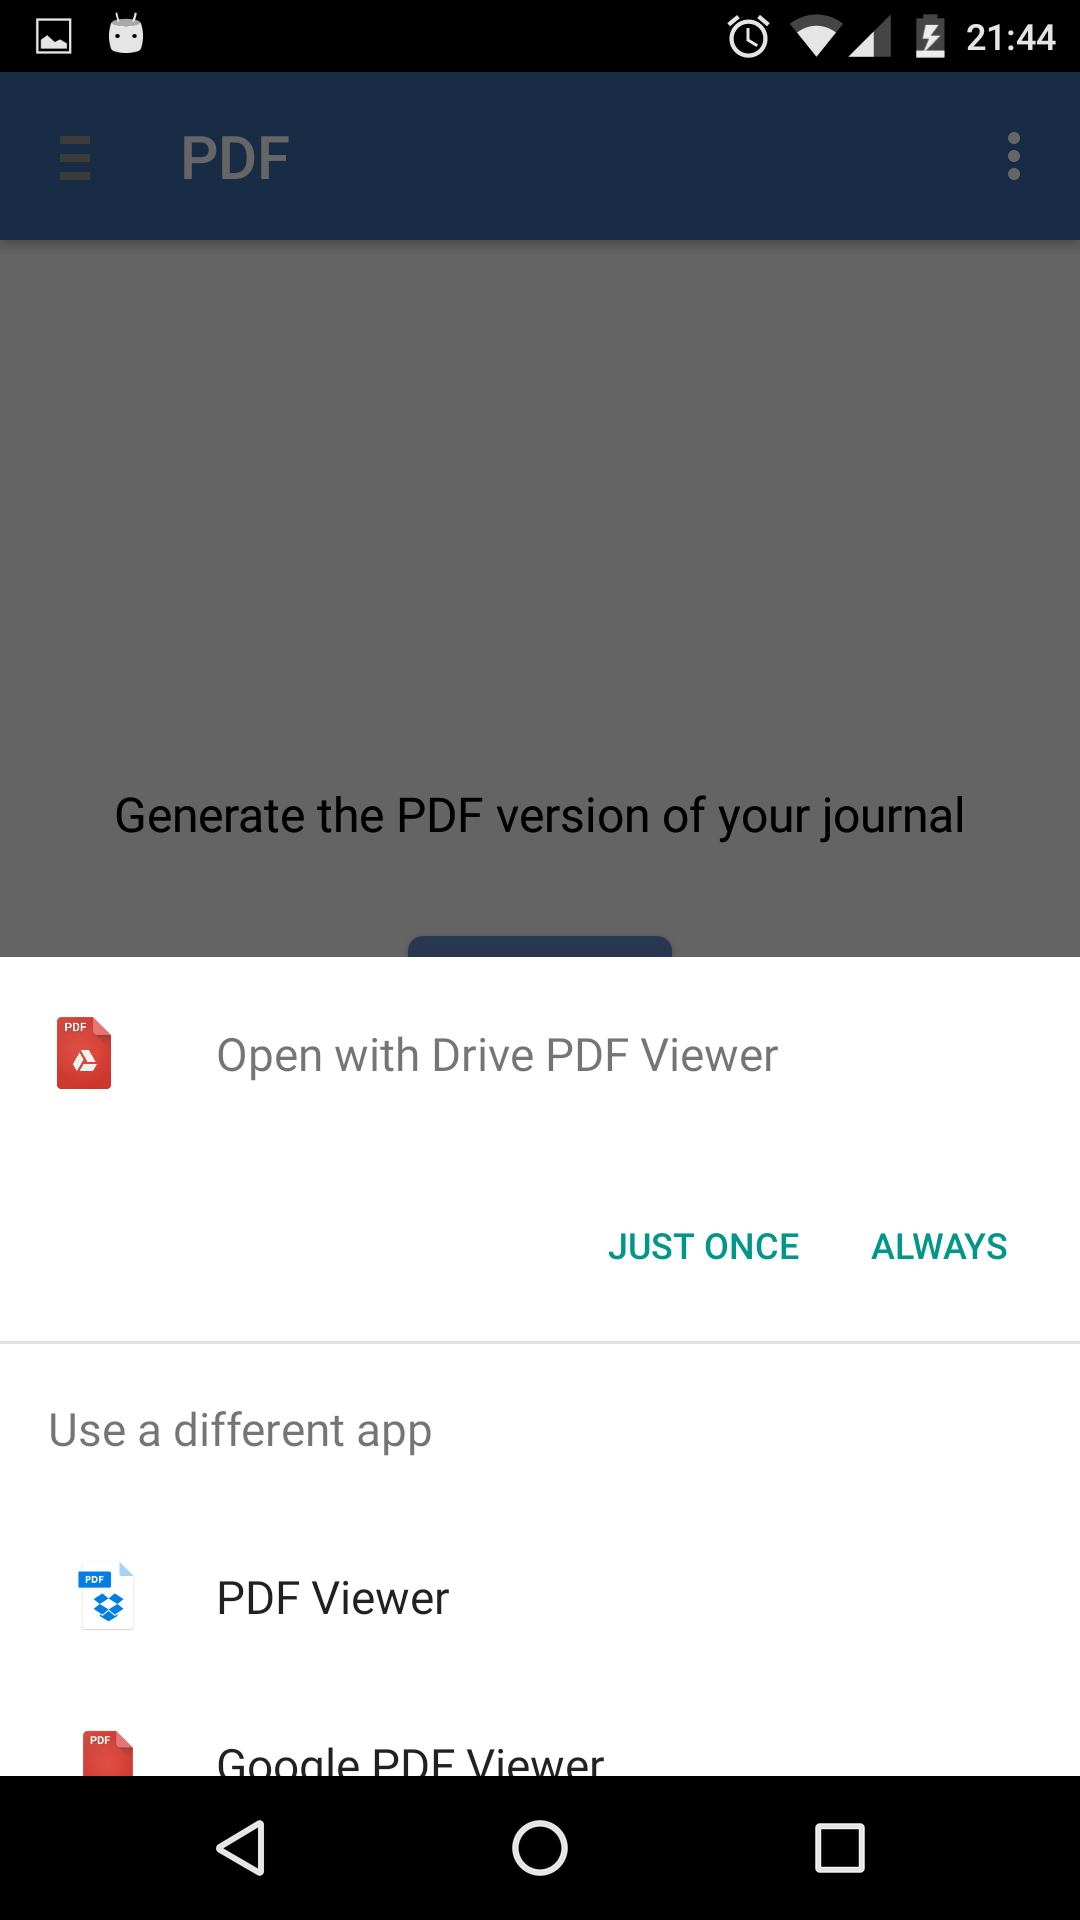 21:44
PDF
Generate the PDF version of your journal
PDF
Open with Drive PDF Viewer
JUST ONCE ALWAYS
Use a different app
PDF
PDF Viewer
PDF
Google PDF Viewer